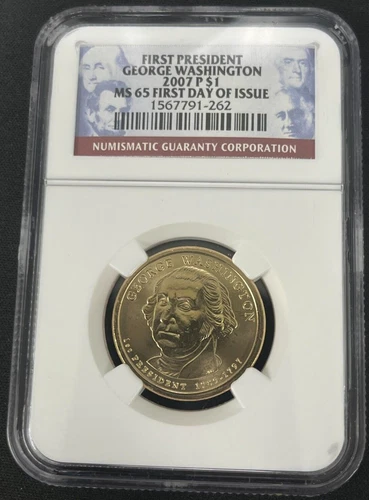 FIRST PRESIDENT
GEORGE WASHINGTON
2007 P $1
MS 65 FIRST DAY OF ISSUE
1567791-262
NUMISMATIC GUARANTY CORPORATION
GEORGE WASHINGTON
1st PRESIDENT 1789-1797